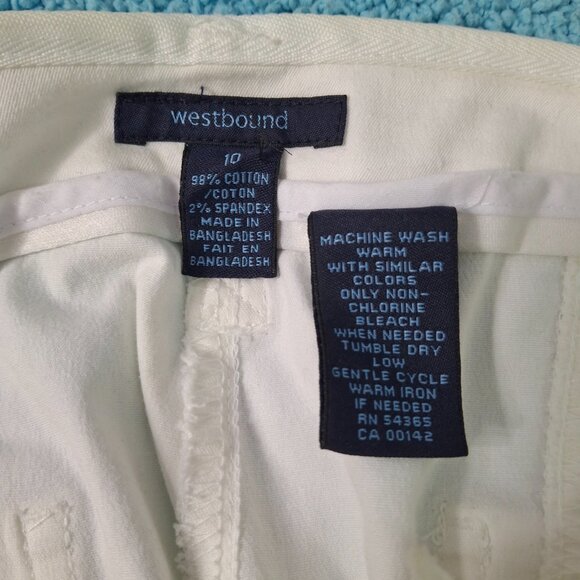 westbound
10
98% COTTON
/COTON
2% SPANDEX
MADE IN
BANGLADESH
FAIT EN
BANGLADESH
MACHINE WASH
WARM
WITH SIMILAR
COLORS
ONLY NON-
CHLORINE
BLEACH
WHEN NEEDED
TUMBLE DRY
LOW
GENTLE CYCLE
WARM IRON
IF NEEDED
RN 54365
CA 00142